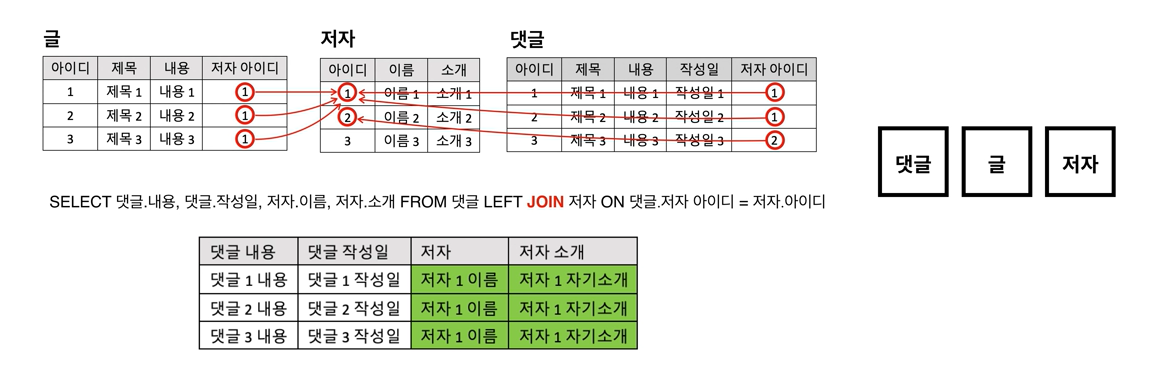 글
아이디 제목 내용 저자 아이디
1 제목 1 내용 1 1
2 제목 2 내용 2 1
3 제목 3 내용 3 1
저자
아이디 이름 소개
1 이름 1 소개 1
2 이름 2 소개 2
3 이름 3 소개 3
댓글
아이디 제목 내용 작성일 저자 아이디
1 제목 1 내용 1 작성일 1 1
2 제목 2 내용 2 작성일 2 1
3 제목 3 내용 3 작성일 3 2
댓글 글 저자
SELECT 댓글.내용, 댓글.작성일, 저자.이름, 저자.소개 FROM 댓글 LEFT JOIN 저자 ON 댓글.저자 아이디 = 저자.아이디
댓글 내용 댓글 작성일 저자 저자 소개
댓글 1 내용 댓글 1 작성일 저자 1 이름 저자 1 자기소개
댓글 2 내용 댓글 2 작성일 저자 1 이름 저자 1 자기소개
댓글 3 내용 댓글 3 작성일 저자 1 이름 저자 1 자기소개